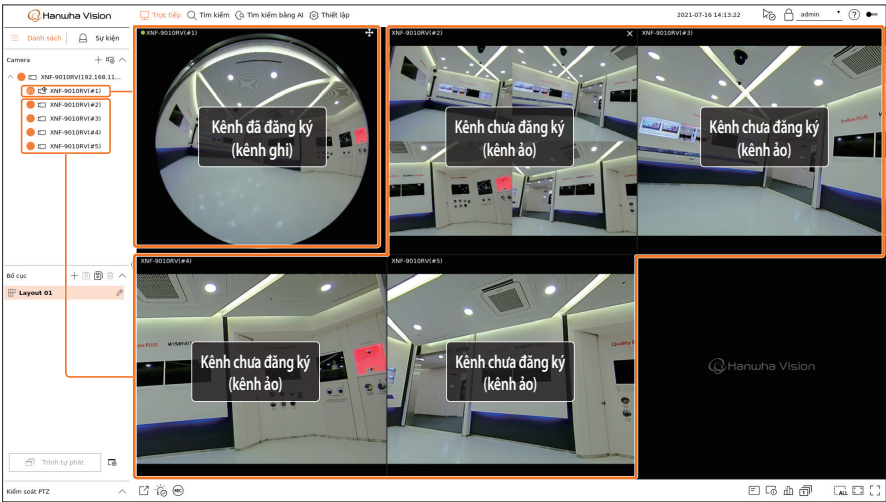 Hanwha Vision
Trực tiếp
Tìm kiếm
Tìm kiếm bằng AI
Thiết lập
2021-07-16 14:13:22
admin
Danh sách
Sự kiện
Camera
XNF-9010RV(192.168.11...
XNF-9010RV(#1)
XNF-9010RV(#2)
XNF-9010RV(#3)
XNF-9010RV(#4)
XNF-9010RV(#5)
Bố cục
Layout 01
Trình tự phát
Kiểm soát PTZ
XNF-9010RV(#1)
Kênh đã đăng ký
(kênh ghi)
XNF-9010RV(#2)
Kênh chưa đăng ký
(kênh ảo)
XNF-9010RV(#3)
Kênh chưa đăng ký
(kênh ảo)
XNF-9010RV(#4)
WISENET
Kênh chưa đăng ký
(kênh ảo)
XNF-9010RV(#5)
Quality
Kênh chưa đăng ký
(kênh ảo)
Hanwha Vision
REC
ALL